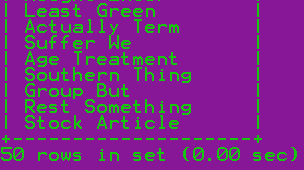 | Least Green |
| Actually Term |
| Suffer We |
| Age Treatment |
| Southern Thing |
| Group But |
| Rest Something |
| Stock Article |
+---------------------+
50 rows in set (0.00 sec)